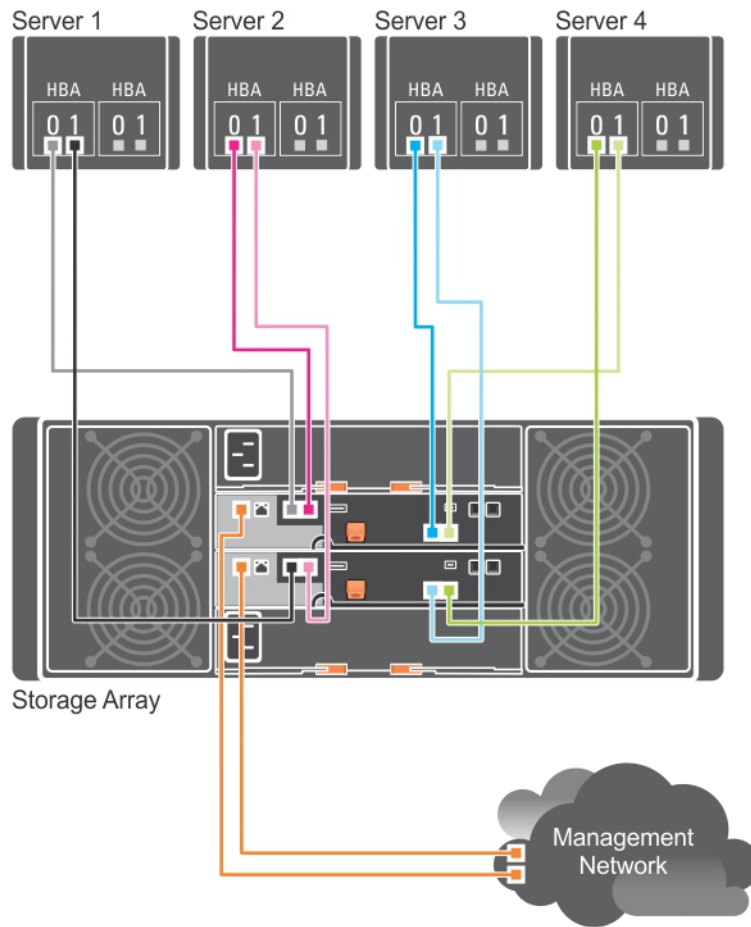 Server 1 Server 2 Server 3 Server 4
HBA HBA HBA HBA HBA HBA HBA HBA
0 1 0 1 0 1 0 1 0 1 0 1 0 1 0 1
Storage Array
Management
Network